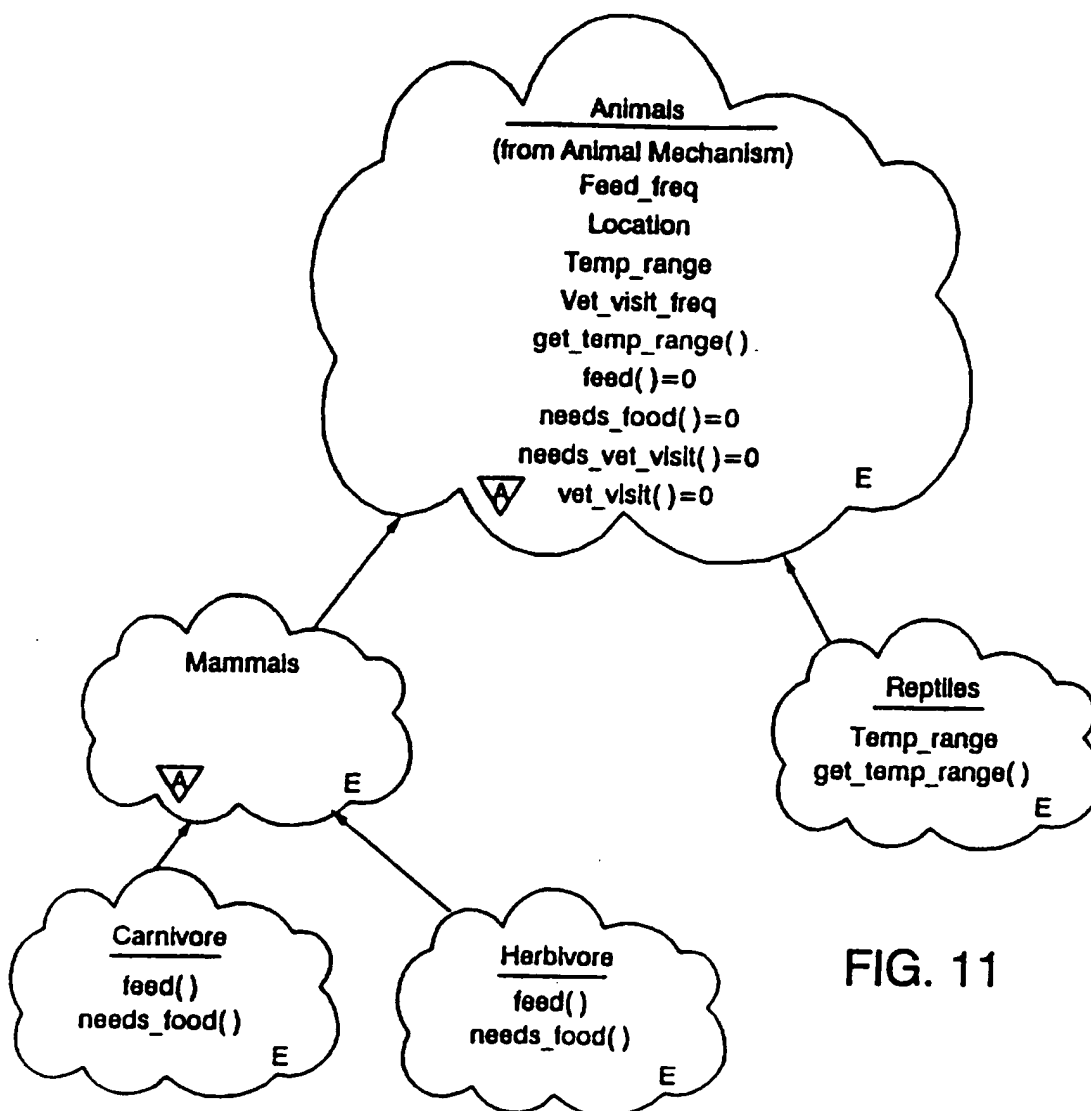 Animals
(from Animal Mechanism)
Feed_freq
Location
Temp_range
Vet_visit_freq
get_temp_range()
feed()=0
needs_food()=0
needs_vet_visit()=0
vet_visit()=0
A
E
Mammals
A
E
Reptiles
Temp_range
get_temp_range()
E
Carnivore
feed()
needs_food()
E
Herbivore
feed()
needs_food()
E
FIG. 11